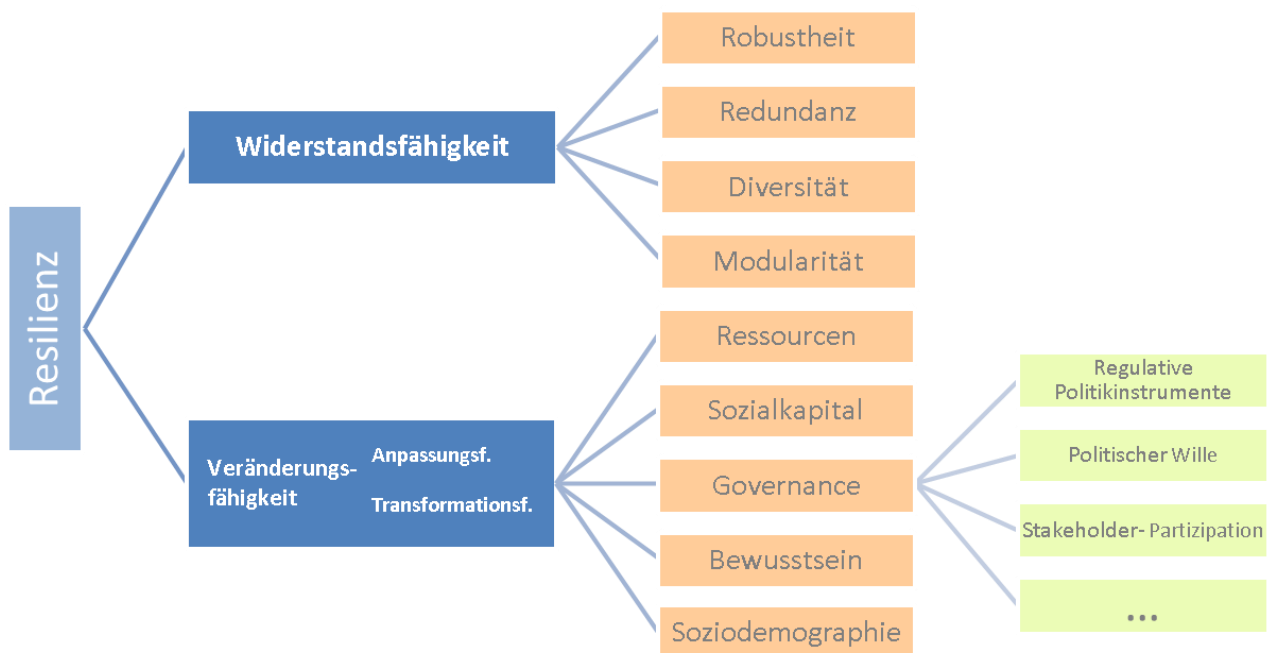 Resilienz
Widerstandsfähigkeit
Robustheit
Redundanz
Diversität
Modularität
Veränderungs-
fähigkeit
Anpassungsf.
Transformationsf.
Ressourcen
Sozialkapital
Governance
Bewusstsein
Soziodemographie
Regulative
Politikinstrumente
Politischer Wille
Stakeholder- Partizipation
...